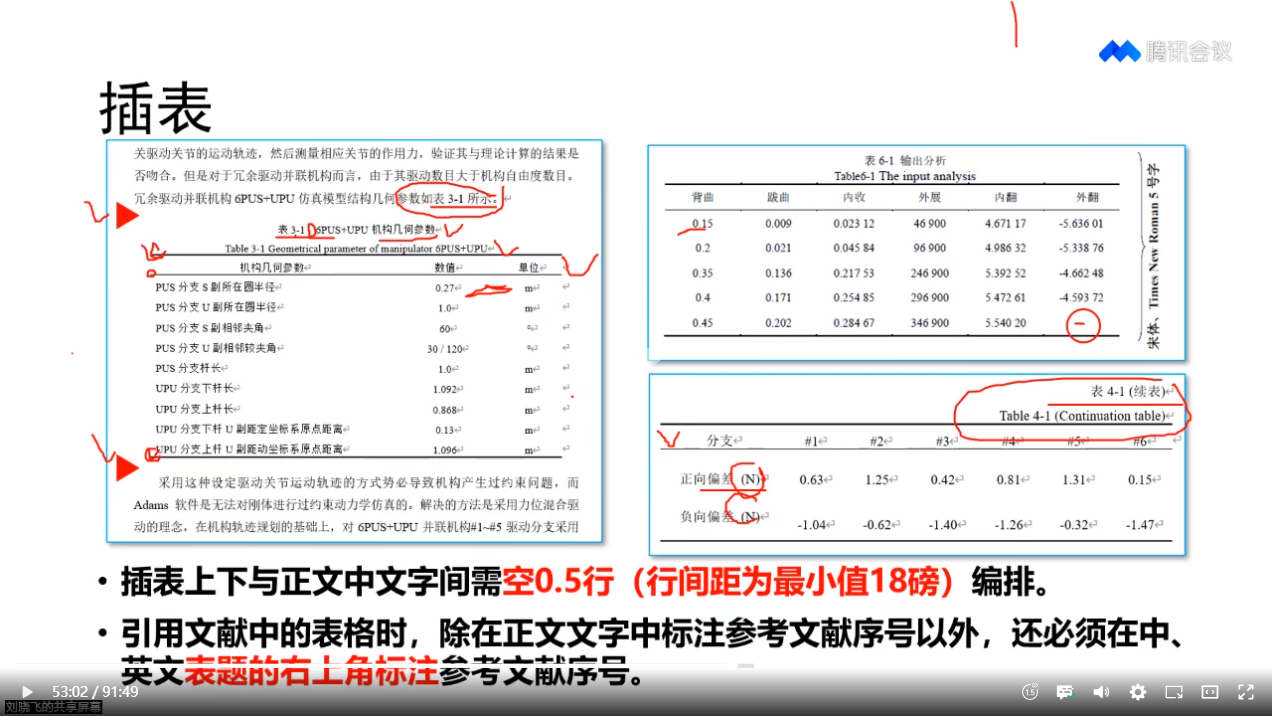 腾讯会议
插表
关驱动关节的运动轨迹，然后测量相应关节的作用力，验证其与理论计算的结果是
否吻合。但是对于冗余驱动并联机构而言，由于其驱动数目大于机构自由度数目。
冗余驱动并联机构 6PUS+UPU 仿真模型结构几何参数如表 3-1 所示。
表 3-1 6PUS+UPU 机构几何参数
Table 3-1 Geometrical parameter of manipulator 6PUS+UPU
机构几何参数 数值 单位
PUS 分支 S 副所在圆半径 0.27 m
PUS 分支 U 副所在圆半径 1.0 m
PUS 分支 S 副相邻夹角 60 °
PUS 分支 U 副相邻较夹角 30 / 120 °
PUS 分支杆长 1.0 m
UPU 分支下杆长 1.092 m
UPU 分支上杆长 0.868 m
UPU 分支下杆 U 副距定坐标系原点距离 0.13 m
UPU 分支上杆 U 副距动坐标系原点距离 1.096 m
采用这种设定驱动关节运动轨迹的方式势必导致机构产生过约束问题，而
Adams 软件是无法对刚体进行过约束动力学仿真的。解决的方法是采用力位混合驱
动的理念，在机构轨迹规划的基础上，对 6PUS+UPU 并联机构#1~#5 驱动分支采用
表 6-1 输出分析
Table6-1 The input analysis
背曲 跋曲 内收 外展 内翻 外翻
0.15 0.009 0.023 12 46 900 4.671 17 -5.636 01
0.2 0.021 0.045 84 96 900 4.986 32 -5.338 76
0.35 0.136 0.217 53 246 900 5.392 52 -4.662 48
0.4 0.171 0.254 85 296 900 5.472 61 -4.593 72
0.45 0.202 0.284 67 346 900 5.540 20 –
宋体、Times New Roman 5 号字
表 4-1 (续表)
Table 4-1 (Continuation table)
分支 #1 #2 #3 #4 #5 #6
正向偏差 (N) 0.63 1.25 0.42 0.81 1.31 0.15
负向偏差 (N) -1.04 -0.62 -1.40 -1.26 -0.32 -1.47
• 插表上下与正文中文字间需空0.5行（行间距为最小值18磅）编排。
• 引用文献中的表格时，除在正文文字中标注参考文献序号以外，还必须在中、
英文表题的右上角标注参考文献序号。
53:02 / 91:49
1.5
刘晓飞的共享屏幕